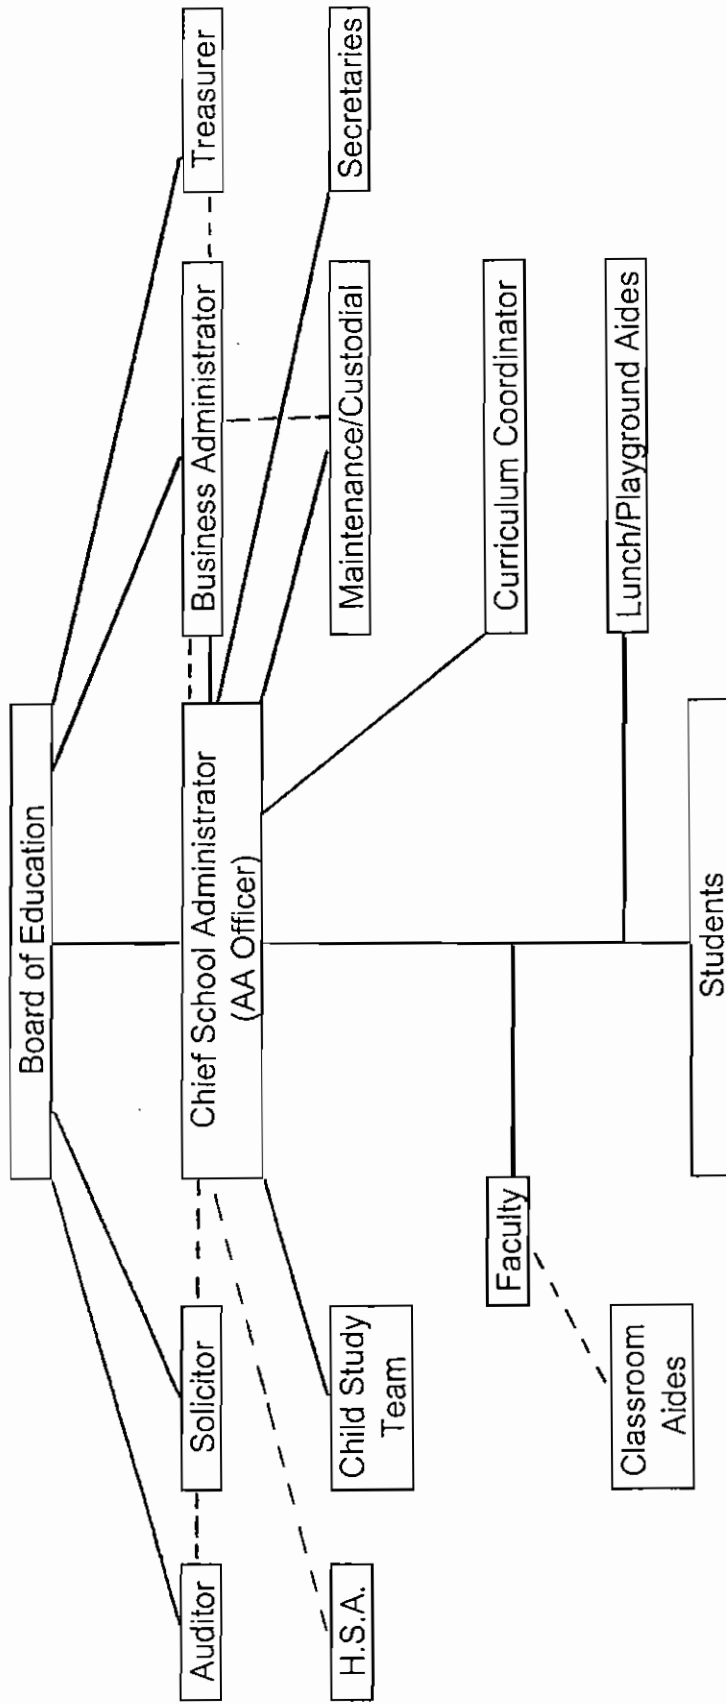 Board of Education
Auditor
Solicitor
Chief School Administrator
(AA Officer)
Business Administrator
Treasurer
H.S.A.
Child Study
Team
Maintenance/Custodial
Secretaries
Faculty
Curriculum Coordinator
Classroom
Aides
Lunch/Playground Aides
Students